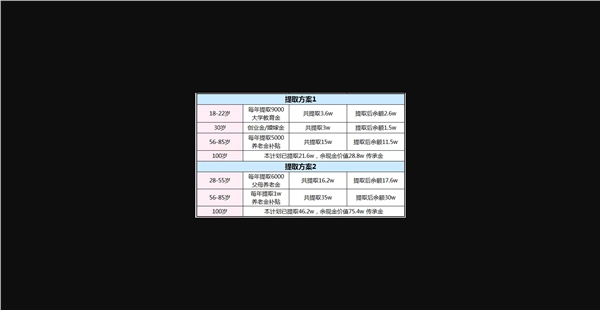 提取方案1
18-22岁 每年提取9000 共提取3.6w 提取后余额2.6w
大学教育金
30岁 创业金/婚嫁金 共提取3w 提取后余额1.5w
56-85岁 每年提取5000 共提取15w 提取后余额11.5w
养老金补贴
100岁 本计划已提取21.6w，余现金价值28.8w 传承金
提取方案2
28-55岁 每年提取6000 共提取16.2w 提取后余额17.6w
父母养老金
56-85岁 每年提取1w 共提取35w 提取后余额30w
养老金补贴
100岁 本计划已提取46.2w，余现金价值75.4w 传承金